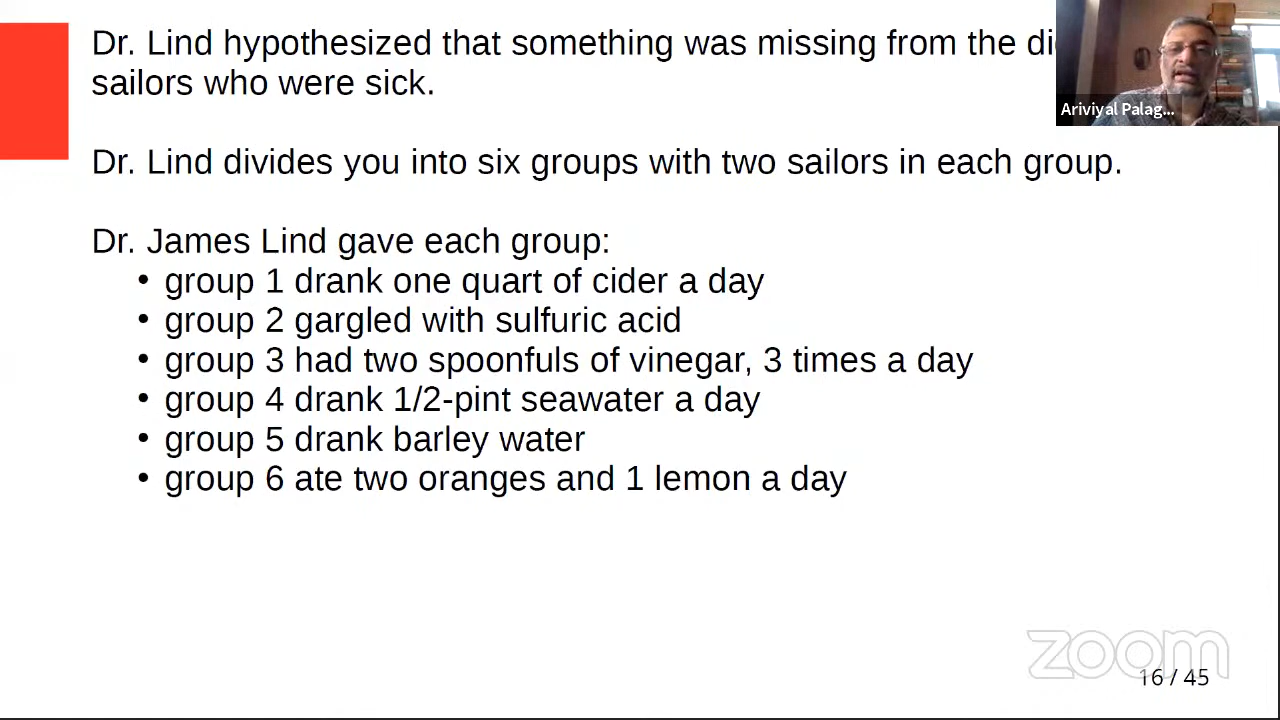 Dr. Lind hypothesized that something was missing from the
sailors who were sick.
Ariviyal Palag...
Dr. Lind divides you into six groups with two sailors in each group.
Dr. James Lind gave each group:
• group 1 drank one quart of cider a day
• group 2 gargled with sulfuric acid
• group 3 had two spoonfuls of vinegar, 3 times a day
• group 4 drank 1/2-pint seawater a day
• group 5 drank barley water
• group 6 ate two oranges and 1 lemon a day
zoom
16 / 45